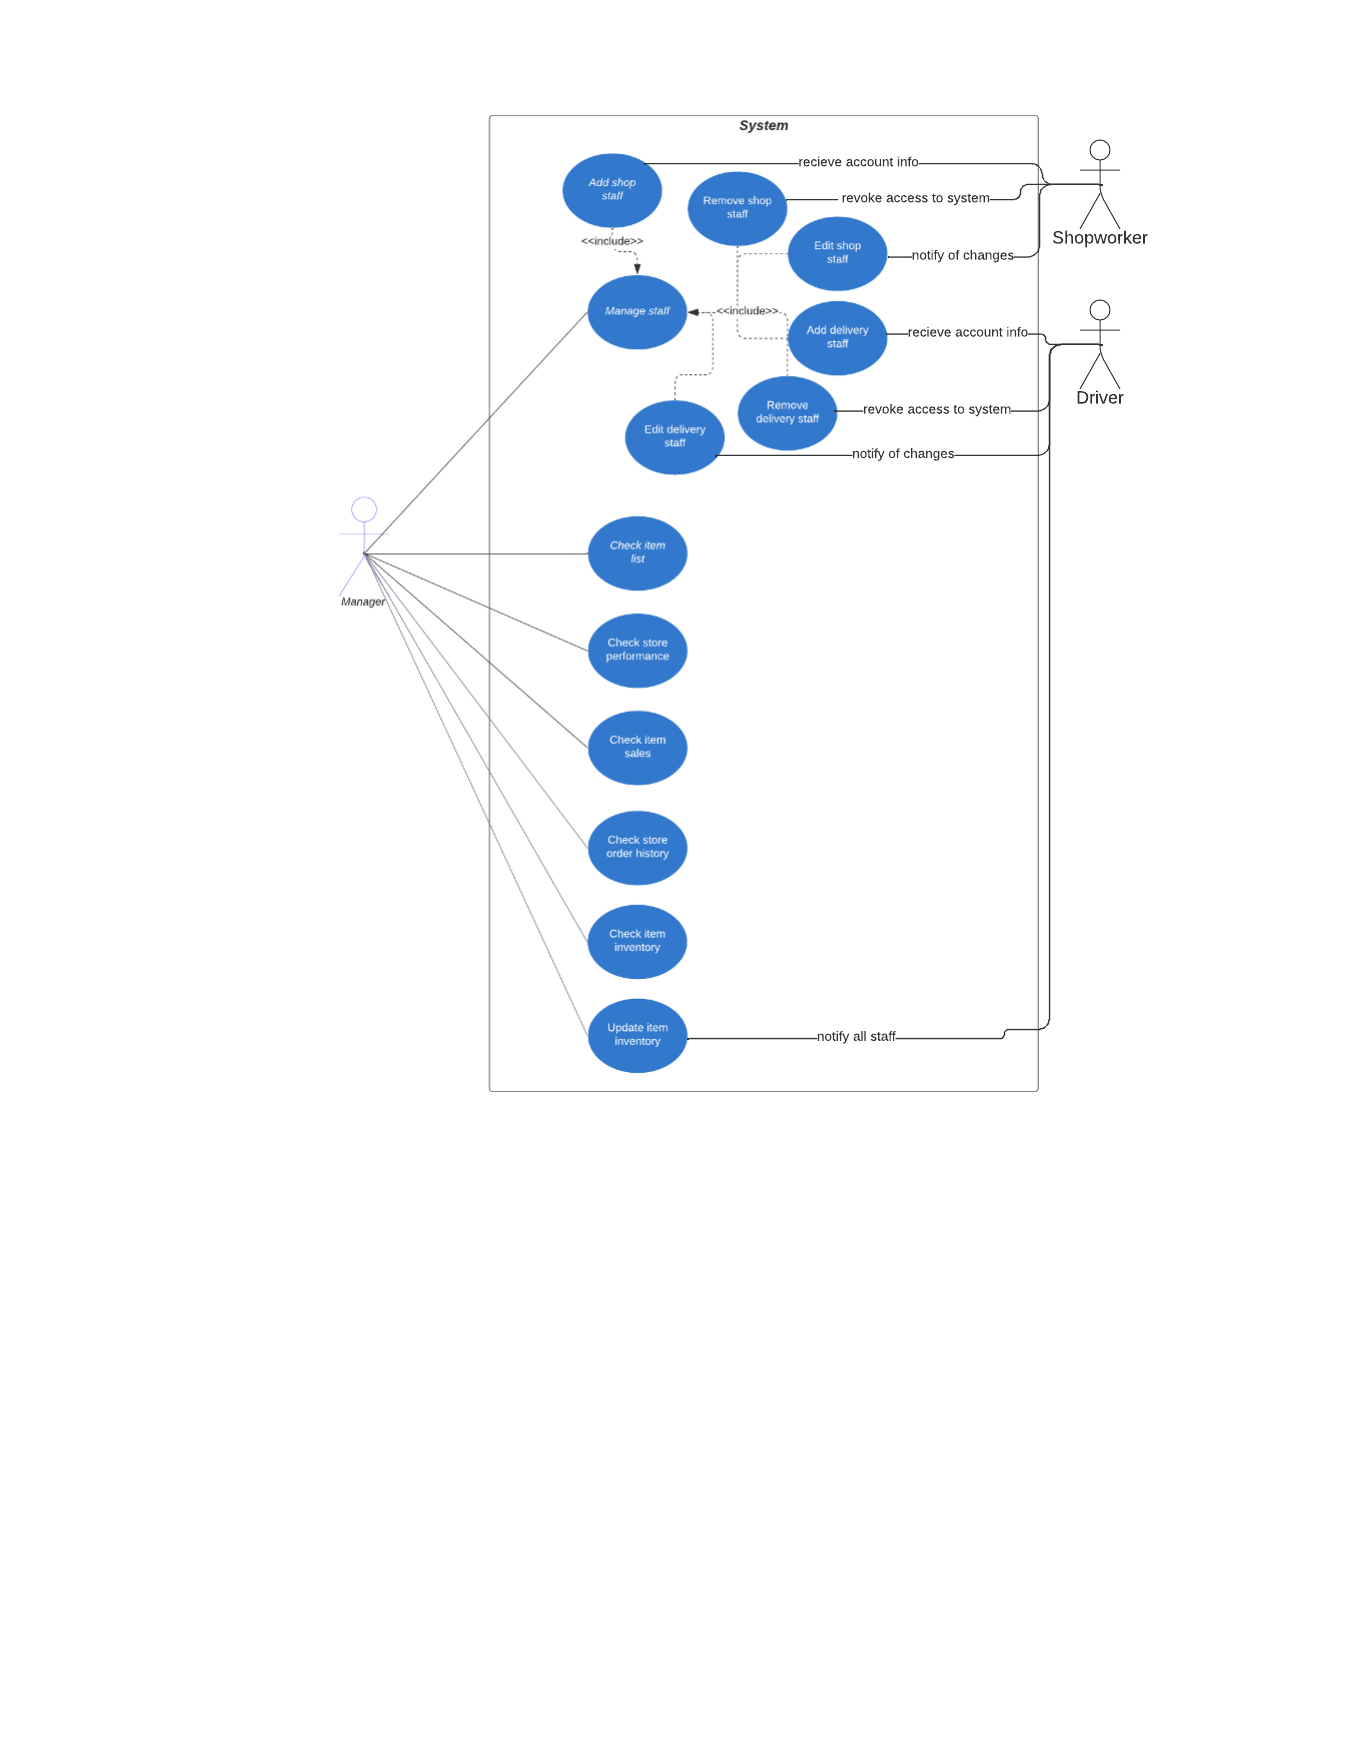 System
recieve account info
Add shop
staff
Remove shop
staff
revoke access to system
Shopworker
<<include>>
Edit shop
staff
notify of changes
Manage staff
<<include>>
Add delivery
staff
recieve account info
Driver
Remove
delivery staff
revoke access to system
Edit delivery
staff
notify of changes
Manager
Check item
list
Check store
performance
Check item
sales
Check store
order history
Check item
inventory
Update item
inventory
notify all staff